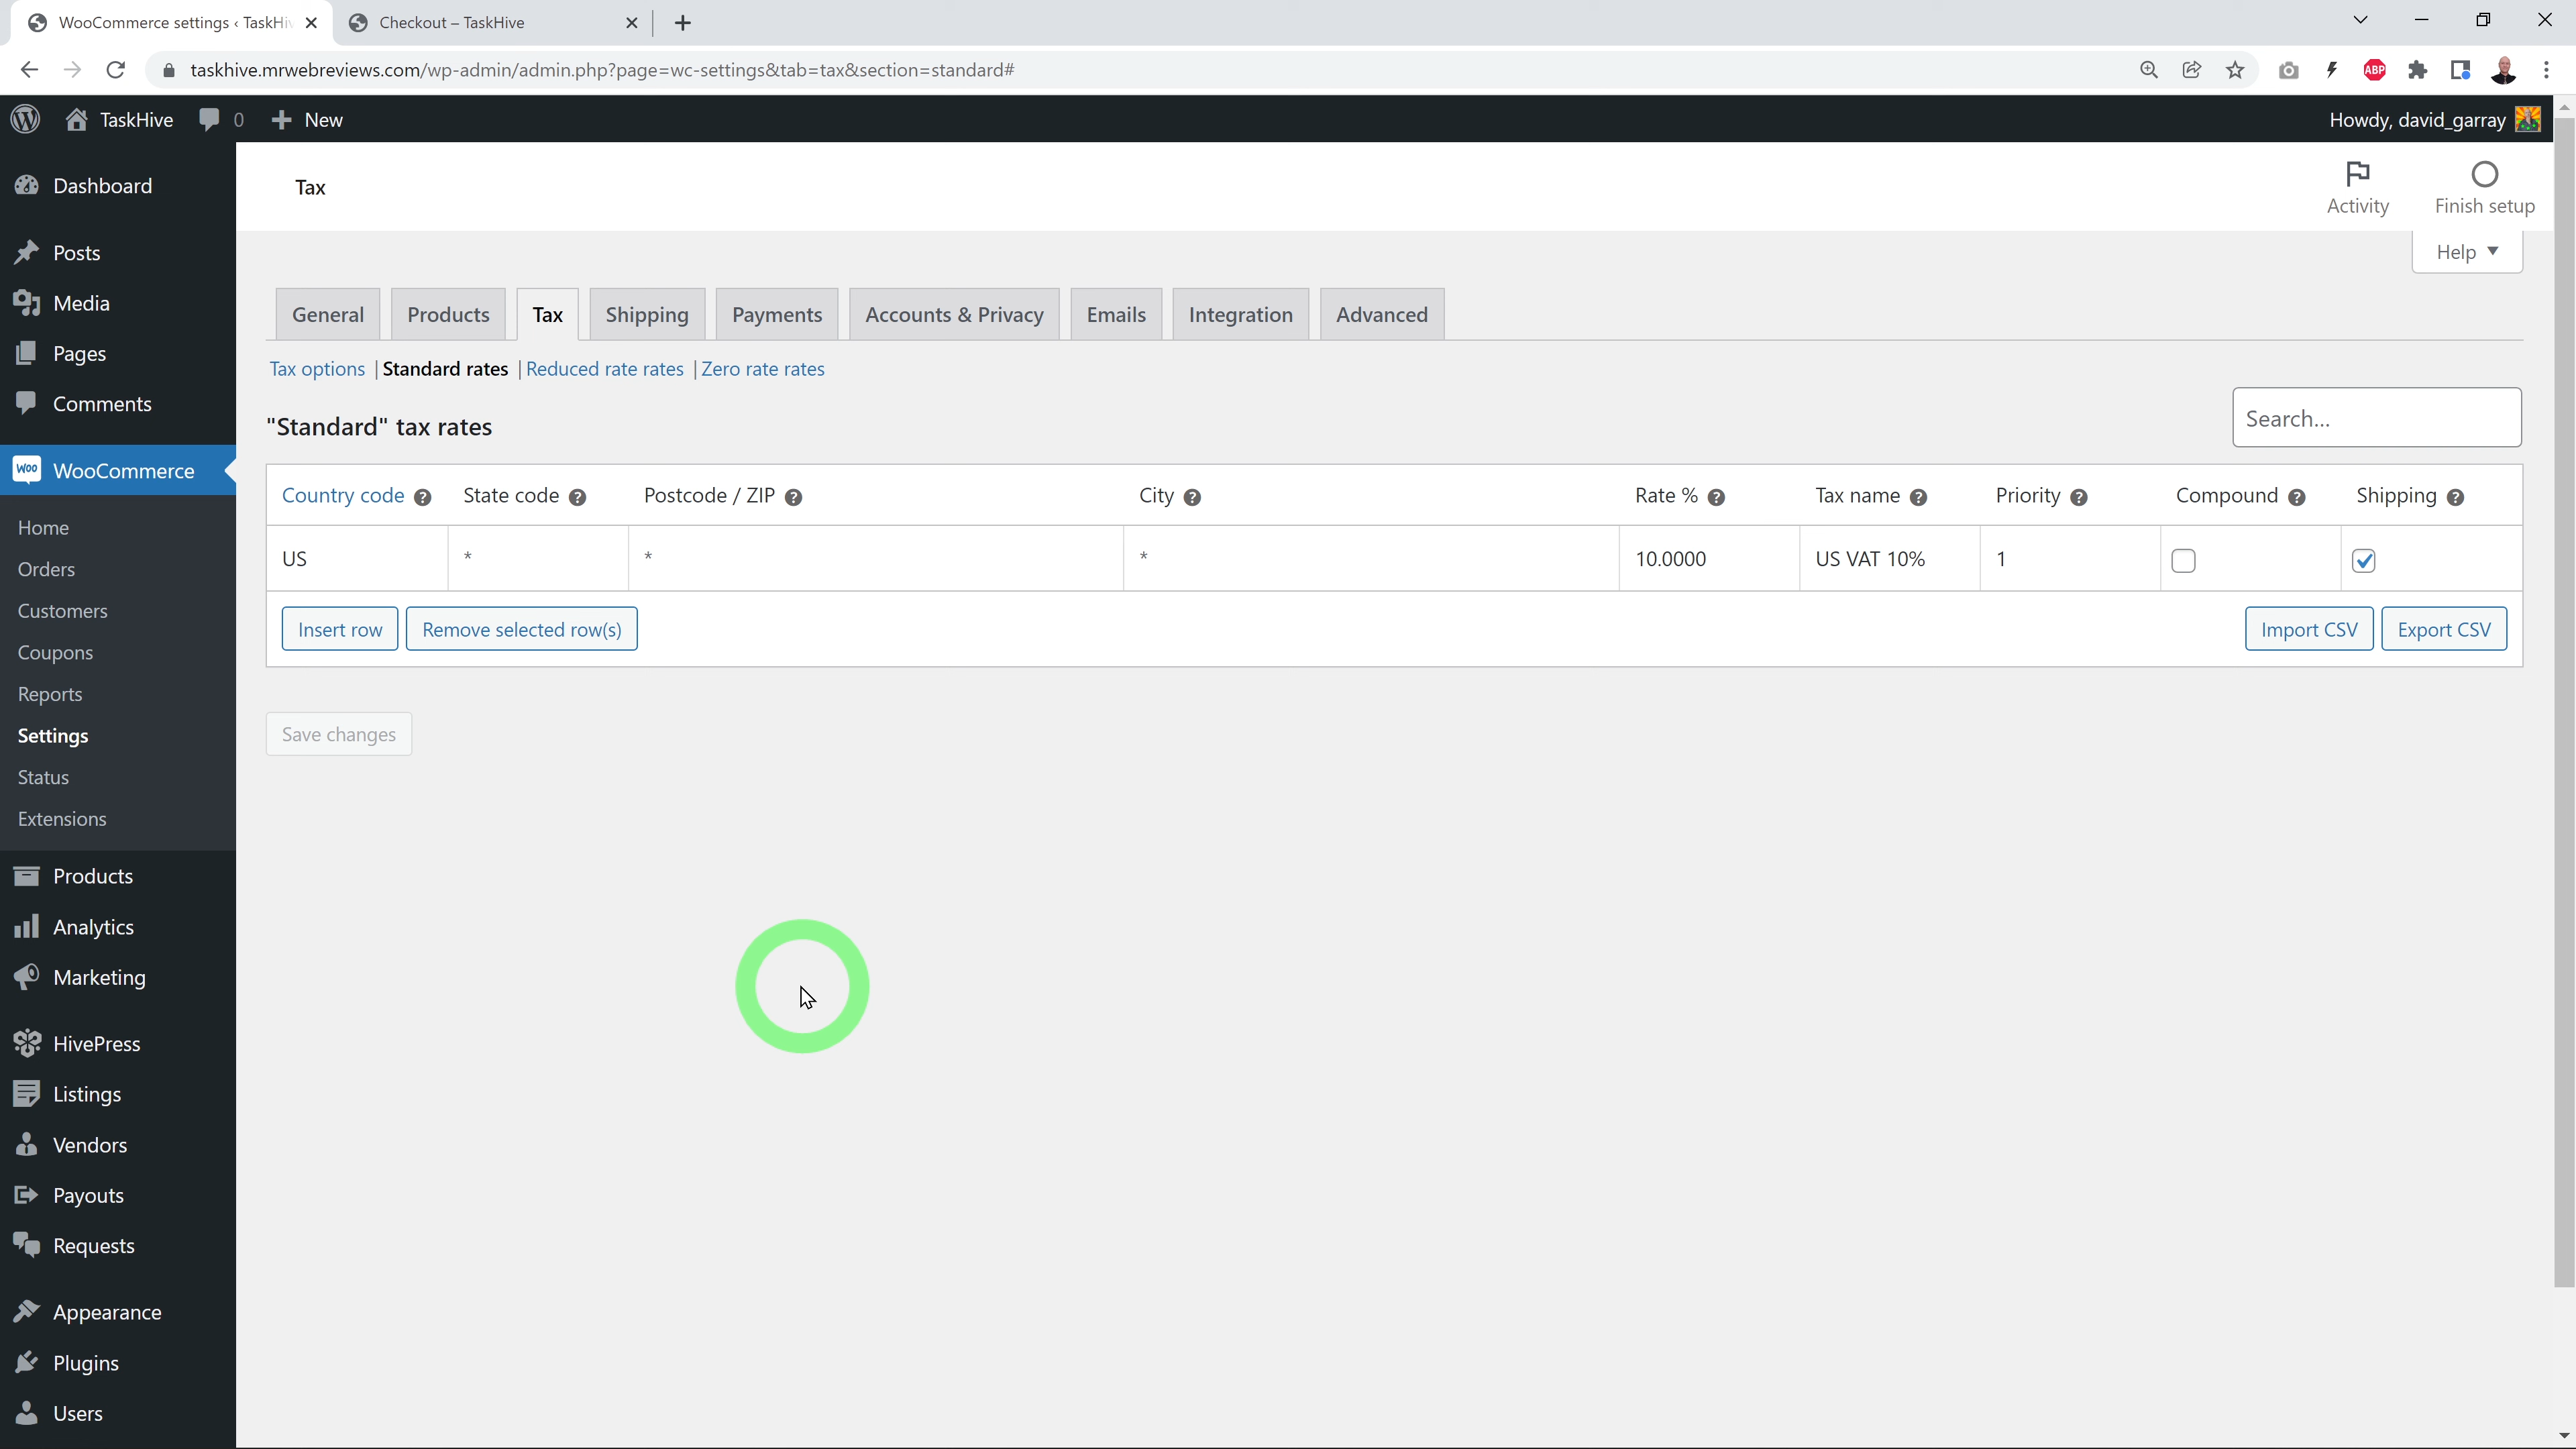 WooCommerce settings ‹ TaskHi
Checkout – TaskHive
taskhive.mrwebreviews.com/wp-admin/admin.php?page=wc-settings&tab=tax&section=standard#
ABP
TaskHive
0
New
Howdy, david_garray
Dashboard
Posts
Media
Pages
Comments
Woo WooCommerce
Home
Orders
Customers
Coupons
Reports
Settings
Status
Extensions
Products
Analytics
Marketing
HivePress
Listings
Vendors
Payouts
Requests
Appearance
Plugins
Users
Tax
Activity
Finish setup
Help
General Products Tax Shipping Payments Accounts & Privacy Emails Integration Advanced
Tax options | Standard rates | Reduced rate rates | Zero rate rates
"Standard" tax rates
Search...
Country code ? State code ? Postcode / ZIP ? City ? Rate % ? Tax name ? Priority ? Compound ? Shipping ?
US * * * 10.0000 US VAT 10% 1
Insert row Remove selected row(s) Import CSV Export CSV
Save changes